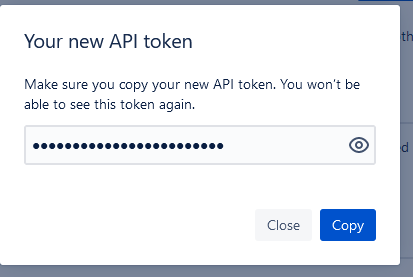 Your new API token
Make sure you copy your new API token. You won't be
able to see this token again.
••••••••••••••••••••••••
Close
Copy